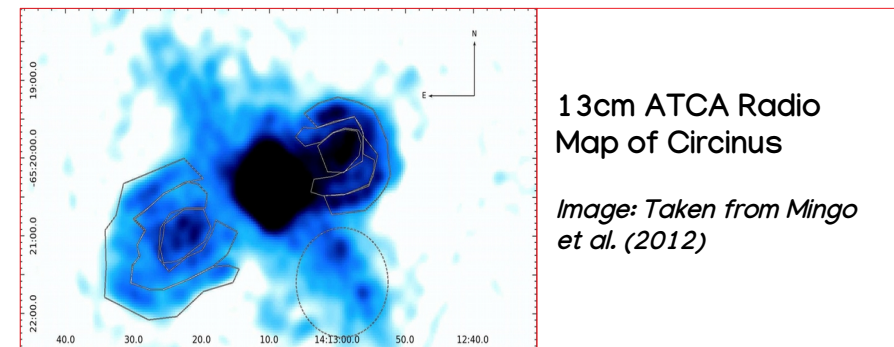 N
E
19:00.0
-65:20:00.0
21:00.0
22:00.0
40.0 30.0 20.0 10.0 14:13:00.0 50.0 12:40.0
13cm ATCA Radio
Map of Circinus
Image: Taken from Mingo
et al. (2012)